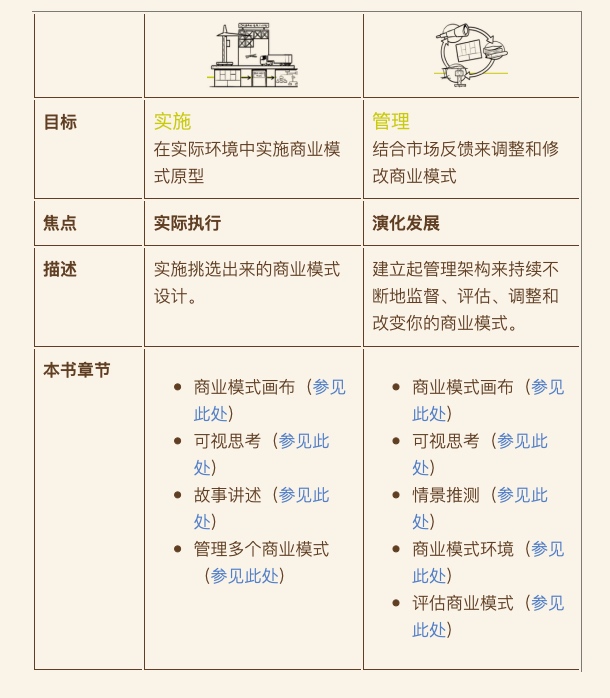 目标
实施
在实际环境中实施商业模
式原型
管理
结合市场反馈来调整和修
改商业模式
焦点
实际执行
演化发展
描述
实施挑选出来的商业模式
设计。
建立起管理架构来持续不
断地监督、评估、调整和
改变你的商业模式。
本书章节
商业模式画布（参见
此处）
可视思考（参见此
处）
故事讲述（参见此
处）
管理多个商业模式
（参见此处）
商业模式画布（参见
此处）
可视思考（参见此
处）
情景推测（参见此
处）
商业模式环境（参见
此处）
评估商业模式（参见
此处）